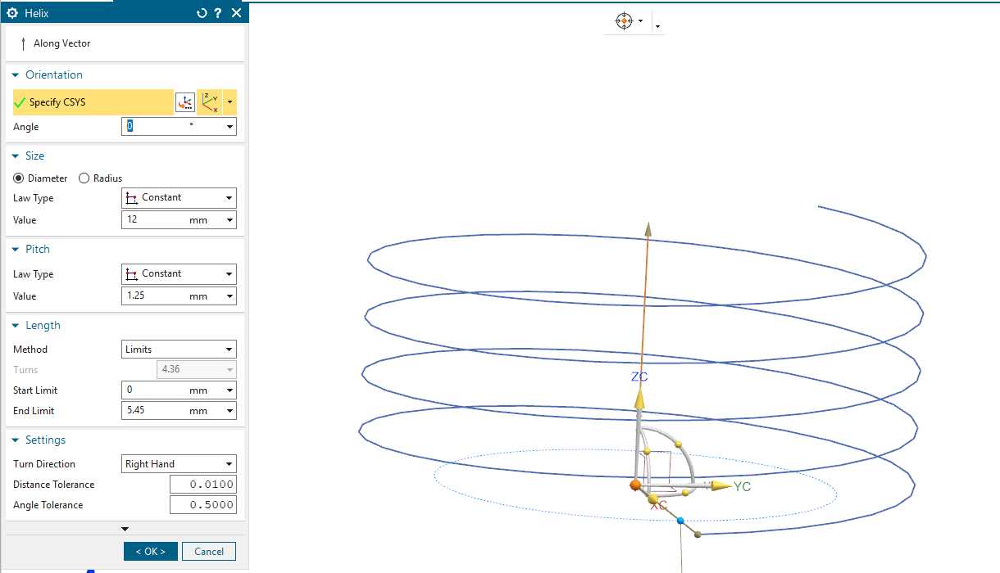 Helix ?
Along Vector
Orientation
Specify CSYS
Z Y X
Angle 0 °
Size
Diameter Radius
Law Type Constant
Value 12 mm
Pitch
Law Type Constant
Value 1.25 mm
Length
Method Limits
Turns 4.36
Start Limit 0 mm
End Limit 5.45 mm
Settings
Turn Direction Right Hand
Distance Tolerance 0.0100
Angle Tolerance 0.5000
< OK > Cancel
ZC
YC
XC